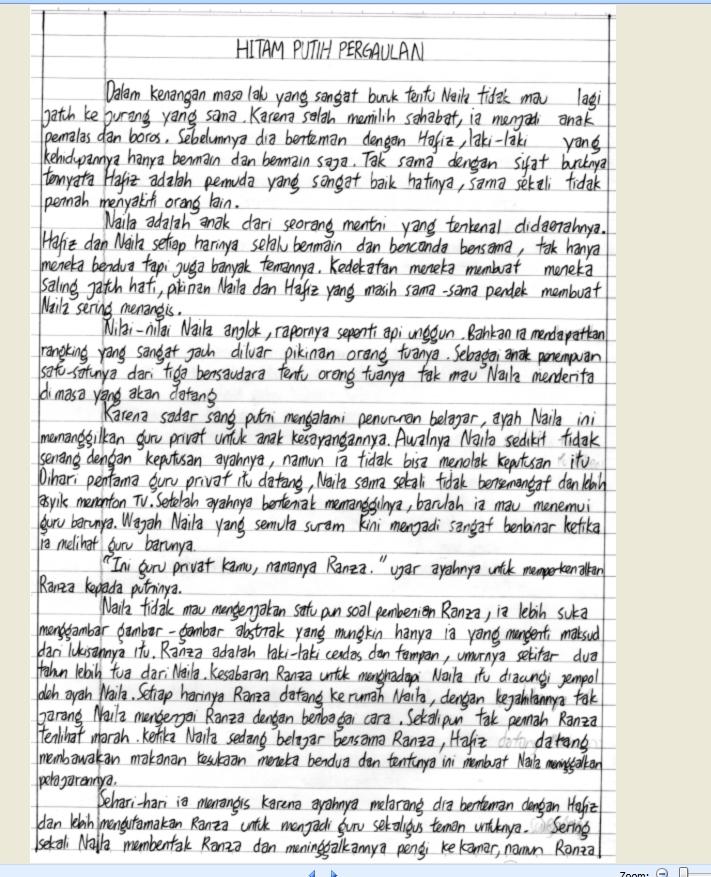 HITAM PUTIH PERGAULAN
Dalam kenangan masa lalu yang sangat buruk tentu Naila tidak mau lagi
jatuh ke jurang yang sama. Karena salah memilih sahabat, ia menjadi anak
pemalas dan boros. Sebelumnya dia berteman dengan Hafiz, laki-laki yang
kehidupannya hanya bermain dan bermain saja. Tak sama dengan sifat buruknya
ternyata Hafiz adalah pemuda yang sangat baik hatinya, sama sekali tidak
pernah menyakiti orang lain.
Naila adalah anak dari seorang mentri yang terkenal didaerahnya.
Hafiz dan Naila setiap harinya selalu bermain dan bercanda bersama, tak hanya
mereka berdua tapi juga banyak temannya. Kedekatan mereka membuat mereka
saling jatuh hati, pikiran Naila dan Hafiz yang masih sama-sama pendek membuat
Naila sering menangis.
Nilai-nilai Naila anjlok, rapornya seperti api unggun. Bahkan ia mendapatkan
rangking yang sangat jauh diluar pikiran orang tuanya. Sebagai anak perempuan
satu-satunya dari tiga bersaudara tentu orang tuanya tak mau Naila menderita
di masa yang akan datang
Karena sadar sang putri mengalami penurunan belajar, ayah Naila ini
memanggilkan guru privat untuk anak kesayangannya. Awalnya Naila sedikit tidak
senang dengan keputusan ayahnya, namun ia tidak bisa menolak keputusan itu
Dihari pertama guru privat itu datang, Naila sama sekali tidak bersemangat dan lebih
asyik menonton TV. Setelah ayahnya berteriak memanggilnya, barulah ia mau menemui
guru barunya. Wajah Naila yang semula suram kini menjadi sangat berbinar ketika
ia melihat guru barunya.
"Ini guru privat kamu, namanya Ranza." ujar ayahnya untuk memperkenalkan
Ranza kepada putrinya.
Naila tidak mau mengerjakan satu pun soal pemberian Ranza, ia lebih suka
menggambar gambar-gambar abstrak yang mungkin hanya ia yang mengerti maksud
dari lukisannya itu. Ranza adalah laki-laki cerdas dan tampan, umurnya sekitar dua
tahun lebih tua dari Naila. Kesabaran Ranza untuk menghadapi Naila itu diacungi jempol
oleh ayah Naila. Setiap harinya Ranza datang ke rumah Naila, dengan kejahilannya tak
jarang Naila mengerjai Ranza dengan berbagai cara. Sekalipun tak pernah Ranza
terlihat marah. ketika Naila sedang belajar bersama Ranza, Hafiz datang
membawakan makanan kesukaan mereka berdua dan tentunya ini membuat Naila meninggalkan
pelajarannya.
Sehari-hari ia menangis karena ayahnya melarang dia berteman dengan Hafiz
dan lebih mengutamakan Ranza untuk menjadi guru sekaligus teman untuknya. Sering
sekali Naila membentak Ranza dan meninggalkannya pergi ke kamar, namun Ranza
Zoom: